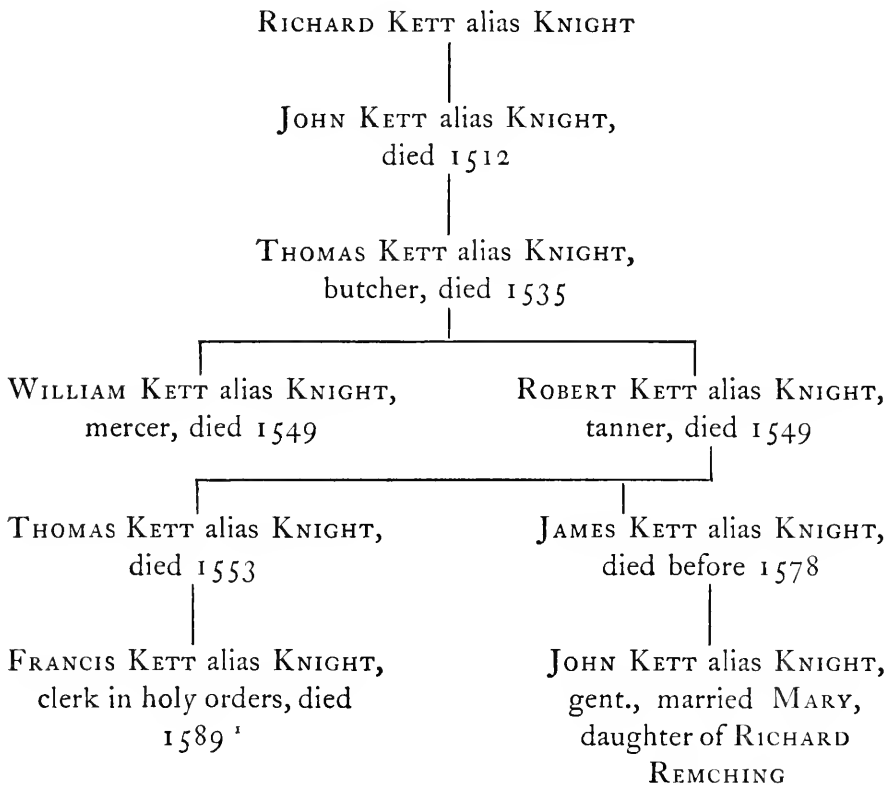 RICHARD KETT alias KNIGHT
JOHN KETT alias KNIGHT,
died 1512
THOMAS KETT alias KNIGHT,
butcher, died 1535
WILLIAM KETT alias KNIGHT,
mercer, died 1549
ROBERT KETT alias KNIGHT,
tanner, died 1549
THOMAS KETT alias KNIGHT,
died 1553
JAMES KETT alias KNIGHT,
died before 1578
FRANCIS KETT alias KNIGHT,
clerk in holy orders, died
1589 ¹
JOHN KETT alias KNIGHT,
gent., married MARY,
daughter of RICHARD
REMCHING